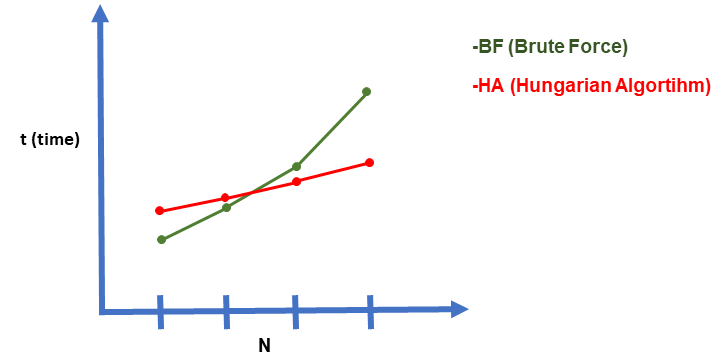 -BF (Brute Force)
-HA (Hungarian Algortihm)
t (time)
N